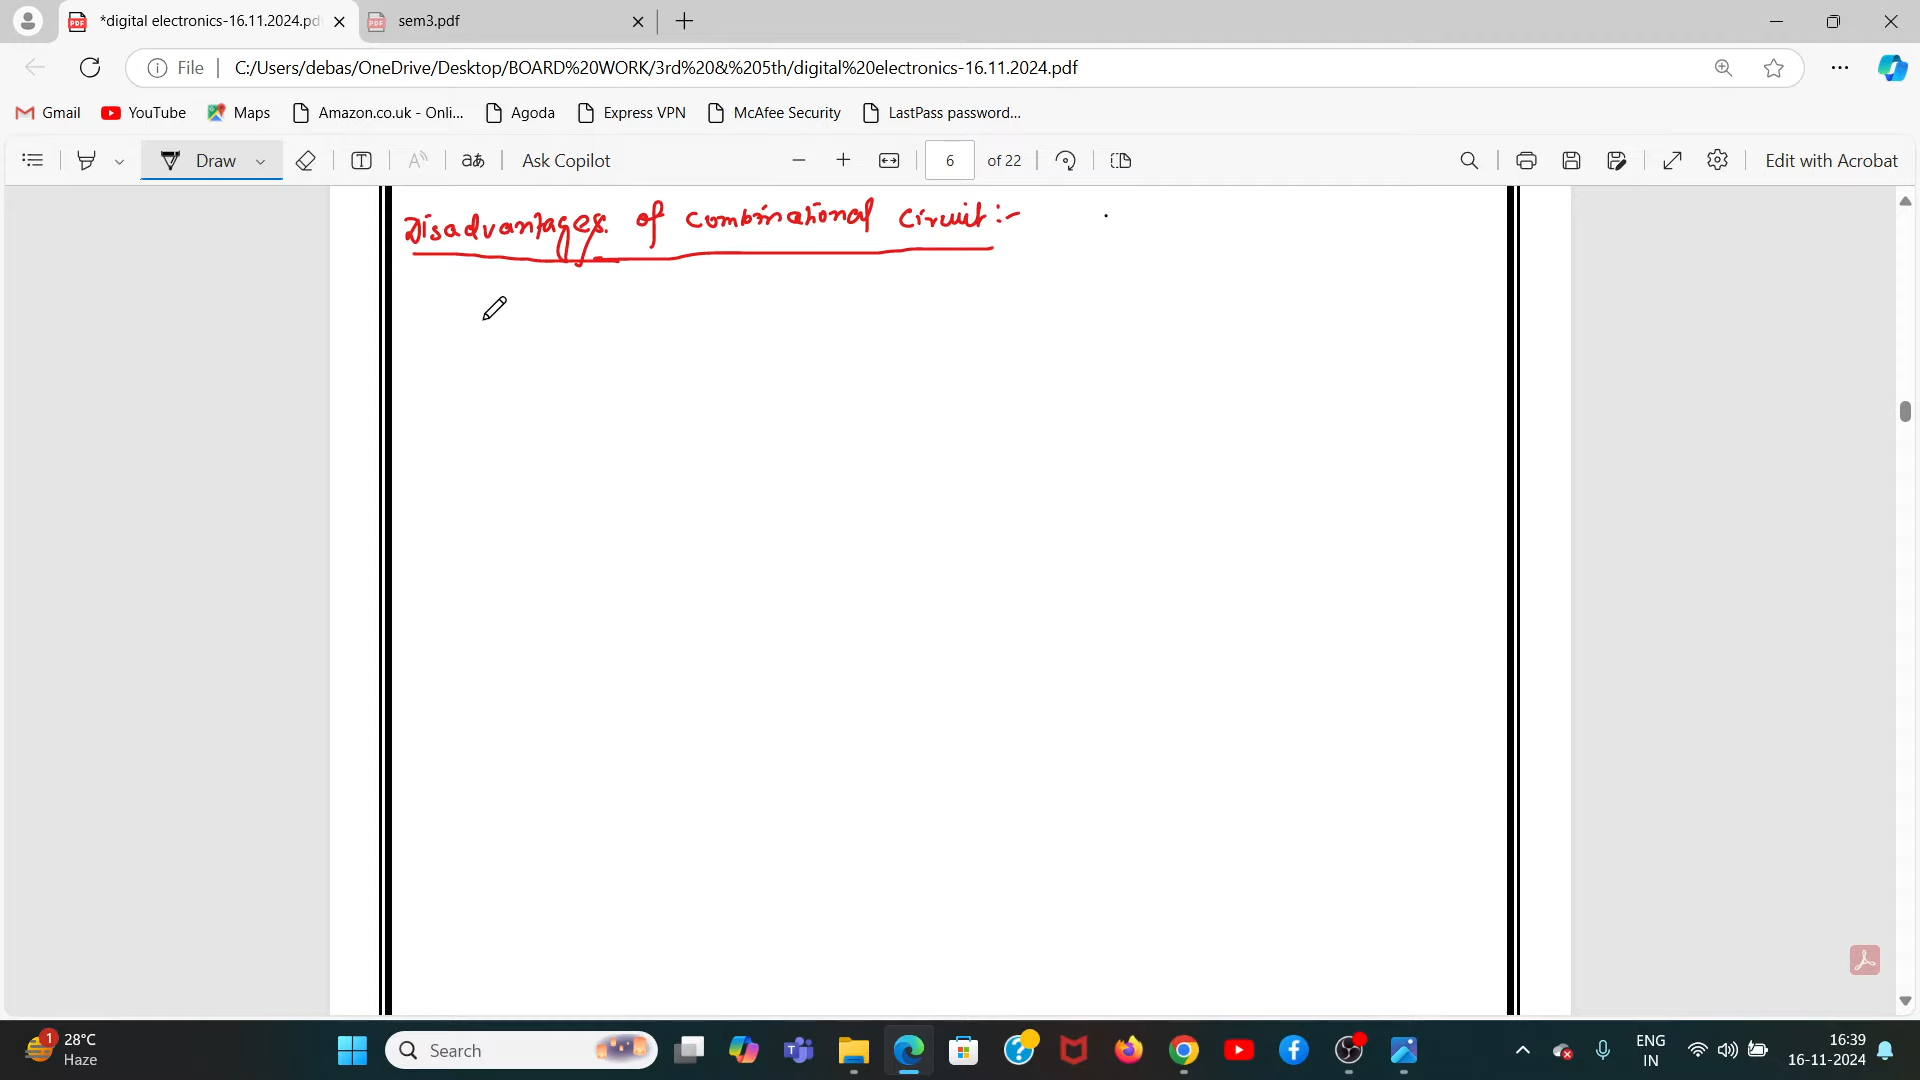 *digital electronics-16.11.2024.pd
sem3.pdf
File
C:/Users/debas/OneDrive/Desktop/BOARD%20WORK/3rd%20&%205th/digital%20electronics-16.11.2024.pdf
Gmail
YouTube
Maps
Amazon.co.uk - Onli...
Agoda
Express VPN
McAfee Security
LastPass password...
Draw
Ask Copilot
6 of 22
Edit with Acrobat
Disadvantages of combinational circuit:-
1
28°C
Haze
Search
ENG
IN
16:39
16-11-2024